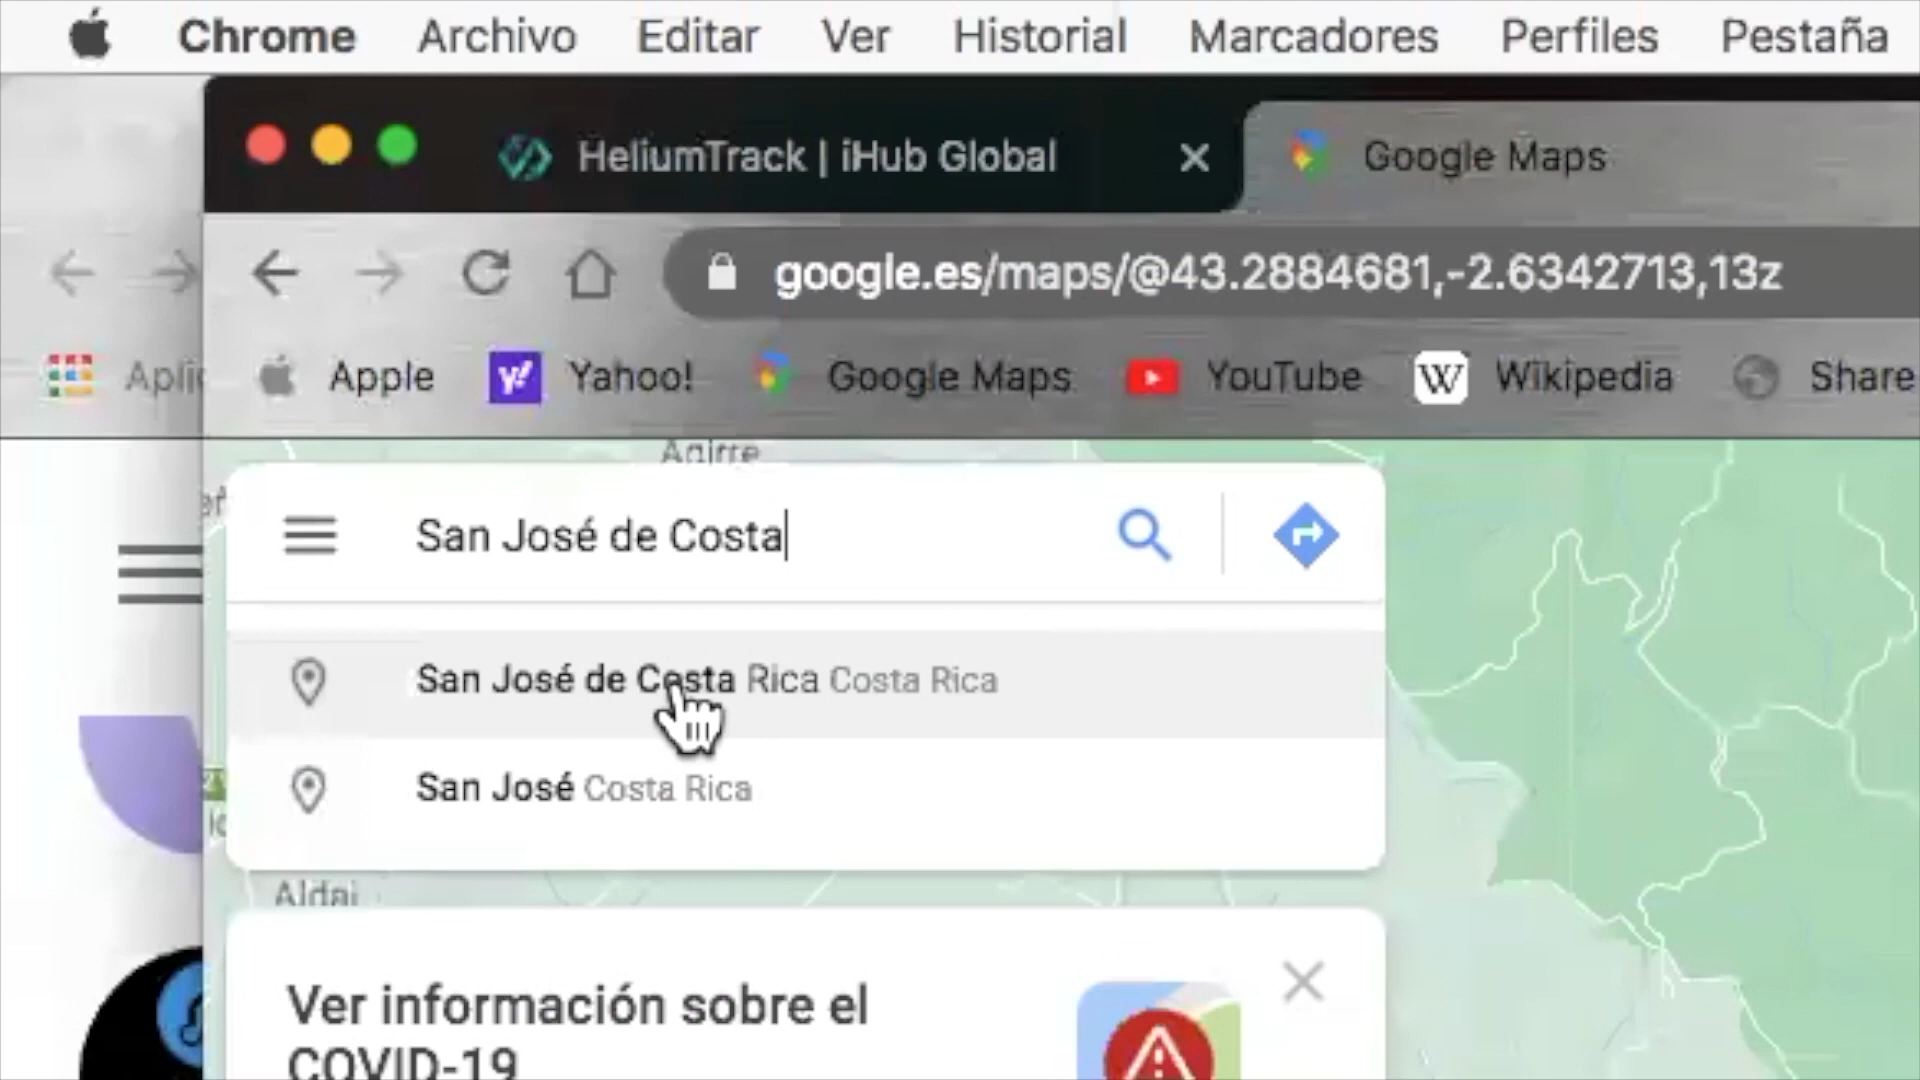 Chrome Archivo Editar Ver Historial Marcadores Perfiles Pestaña
HeliumTrack | iHub Global
Google Maps
google.es/maps/@43.2884681,-2.6342713,13z
Apple Yahoo! Google Maps YouTube Wikipedia Share
Agirre
San José de Costa
San José de Costa Rica Costa Rica
San José Costa Rica
Aldai
Ver información sobre el
COVID-19